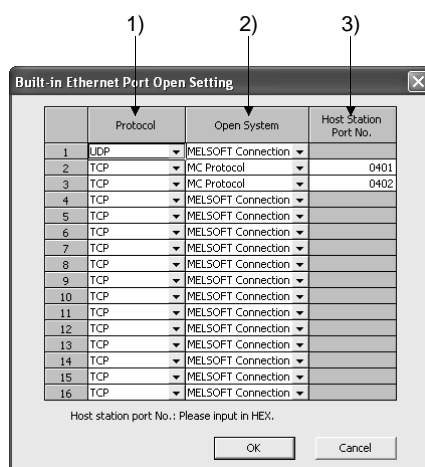 1) 2) 3)
Built-in Ethernet Port Open Setting
Protocol Open System Host Station
Port No.
1 UDP MELSOFT Connection
2 TCP MC Protocol 0401
3 TCP MC Protocol 0402
4 TCP MELSOFT Connection
5 TCP MELSOFT Connection
6 TCP MELSOFT Connection
7 TCP MELSOFT Connection
8 TCP MELSOFT Connection
9 TCP MELSOFT Connection
10 TCP MELSOFT Connection
11 TCP MELSOFT Connection
12 TCP MELSOFT Connection
13 TCP MELSOFT Connection
14 TCP MELSOFT Connection
15 TCP MELSOFT Connection
16 TCP MELSOFT Connection
Host station port No.: Please input in HEX.
OK Cancel